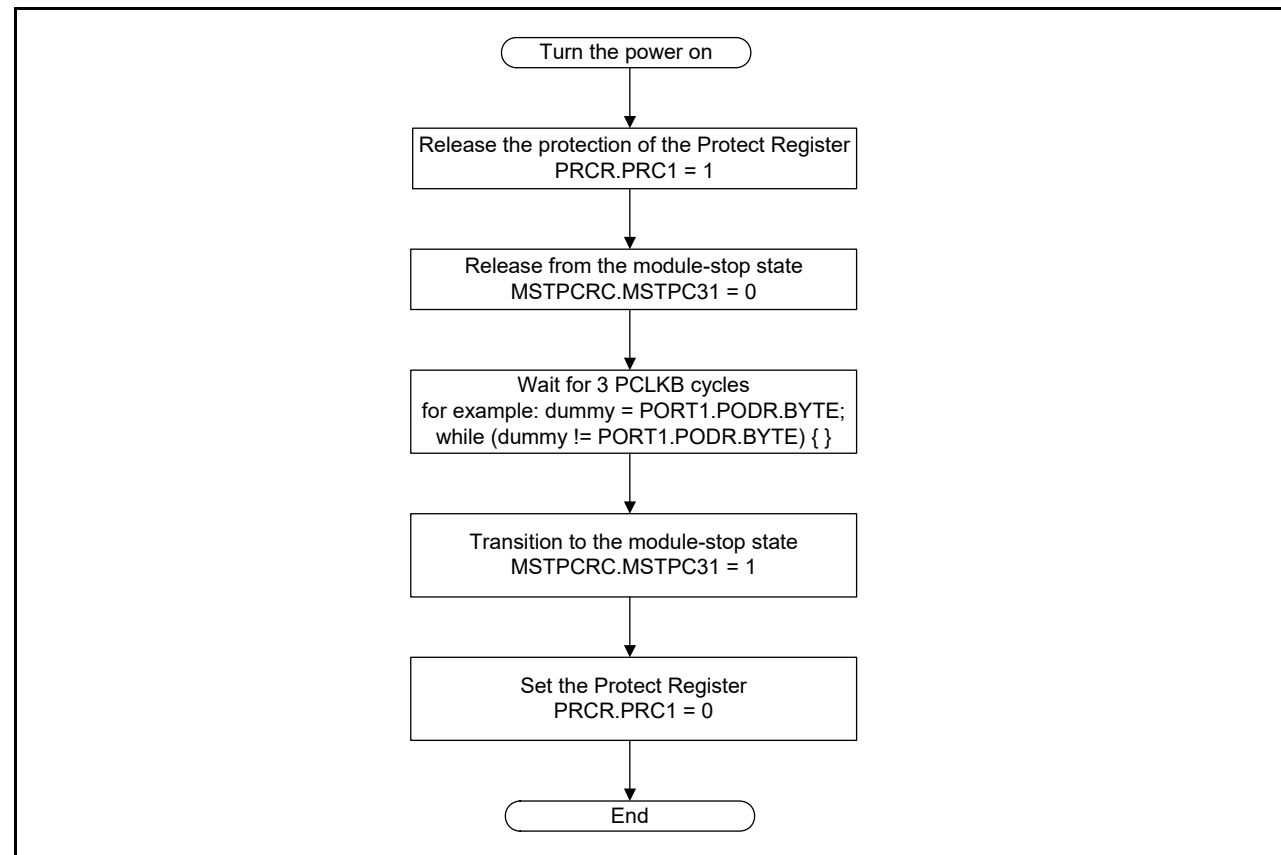 Turn the power on
Release the protection of the Protect Register
PRCR.PRC1 = 1
Release from the module-stop state
MSTPCRC.MSTPC31 = 0
Wait for 3 PCLKB cycles
for example: dummy = PORT1.PODR.BYTE;
while (dummy != PORT1.PODR.BYTE) { }
Transition to the module-stop state
MSTPCRC.MSTPC31 = 1
Set the Protect Register
PRCR.PRC1 = 0
End